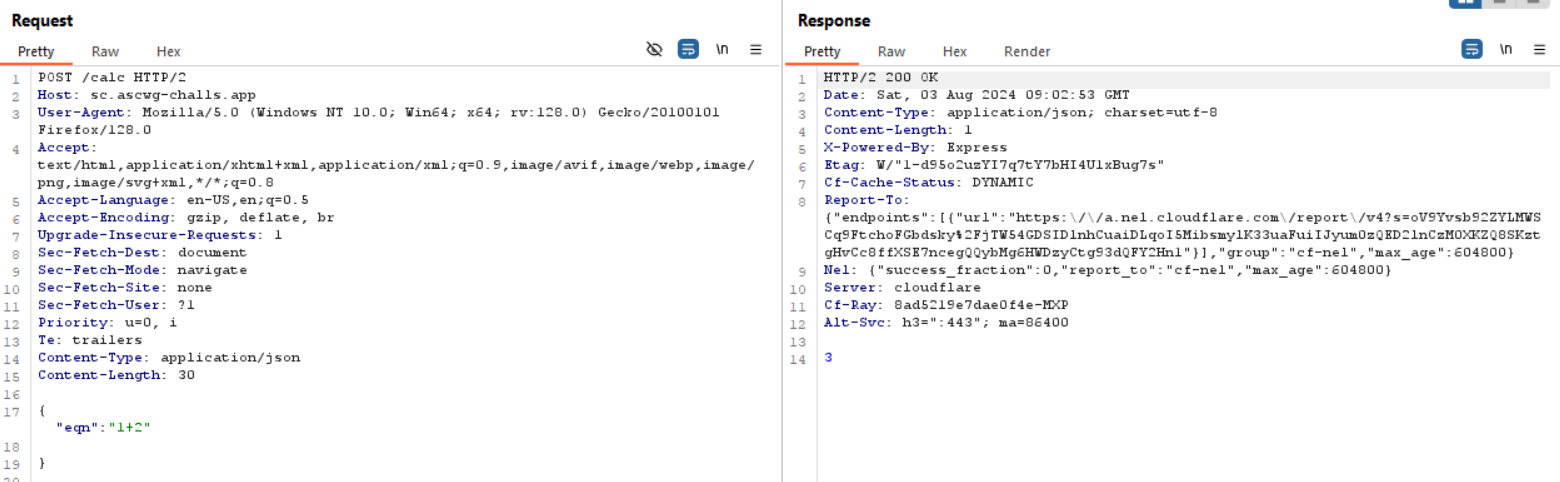 Request
Pretty Raw Hex \n
1 POST /calc HTTP/2
2 Host: sc.ascwg-challs.app
3 User-Agent: Mozilla/5.0 (Windows NT 10.0; Win64; x64; rv:128.0) Gecko/20100101
Firefox/128.0
4 Accept:
text/html,application/xhtml+xml,application/xml;q=0.9,image/avif,image/webp,image/
png,image/svg+xml,*/*;q=0.8
5 Accept-Language: en-US,en;q=0.5
6 Accept-Encoding: gzip, deflate, br
7 Upgrade-Insecure-Requests: 1
8 Sec-Fetch-Dest: document
9 Sec-Fetch-Mode: navigate
10 Sec-Fetch-Site: none
11 Sec-Fetch-User: ?1
12 Priority: u=0, i
13 Te: trailers
14 Content-Type: application/json
15 Content-Length: 30
16
17 {
"eqn":"1+2"
18
19 }
20
Response
Pretty Raw Hex Render \n
1 HTTP/2 200 OK
2 Date: Sat, 03 Aug 2024 09:02:53 GMT
3 Content-Type: application/json; charset=utf-8
4 Content-Length: 1
5 X-Powered-By: Express
6 Etag: W/"1-d95o2uzYI7q7tY7bHI4U1xBug7s"
7 Cf-Cache-Status: DYNAMIC
8 Report-To:
{"endpoints":[{"url":"https:\/\/a.nel.cloudflare.com\/report\/v4?s=oV9Yvsb92ZYLMWS
Cq9FtchoFGbdsky%2FjTW54GDSIDlnhCuaiDLqoI5Mibsmy1K33uaFuiIJyum0zQED2lnCzM0XKZQ8SKzt
gHvCc8ffXSE7ncegQQybMg6HWDzyCtg93dQFY2Hnl"}],"group":"cf-nel","max_age":604800}
9 Nel: {"success_fraction":0,"report_to":"cf-nel","max_age":604800}
10 Server: cloudflare
11 Cf-Ray: 8ad5219e7dae0f4e-MXP
12 Alt-Svc: h3=":443"; ma=86400
13
14 3